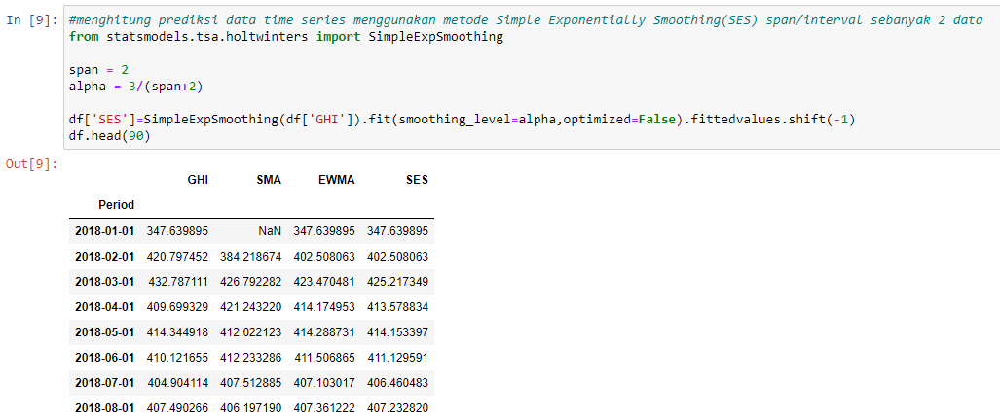 In [9]: #menghitung prediksi data time series menggunakan metode Simple Exponentially Smoothing(SES) span/interval sebanyak 2 data
from statsmodels.tsa.holtwinters import SimpleExpSmoothing
span = 2
alpha = 3/(span+2)
df['SES']=SimpleExpSmoothing(df['GHI']).fit(smoothing_level=alpha,optimized=False).fittedvalues.shift(-1)
df.head(90)
Out[9]:
GHI SMA EWMA SES
Period
2018-01-01 347.639895 NaN 347.639895 347.639895
2018-02-01 420.797452 384.218674 402.508063 402.508063
2018-03-01 432.787111 426.792282 423.470481 425.217349
2018-04-01 409.699329 421.243220 414.174953 413.578834
2018-05-01 414.344918 412.022123 414.288731 414.153397
2018-06-01 410.121655 412.233286 411.506865 411.129591
2018-07-01 404.904114 407.512885 407.103017 406.460483
2018-08-01 407.490266 406.197190 407.361222 407.232820